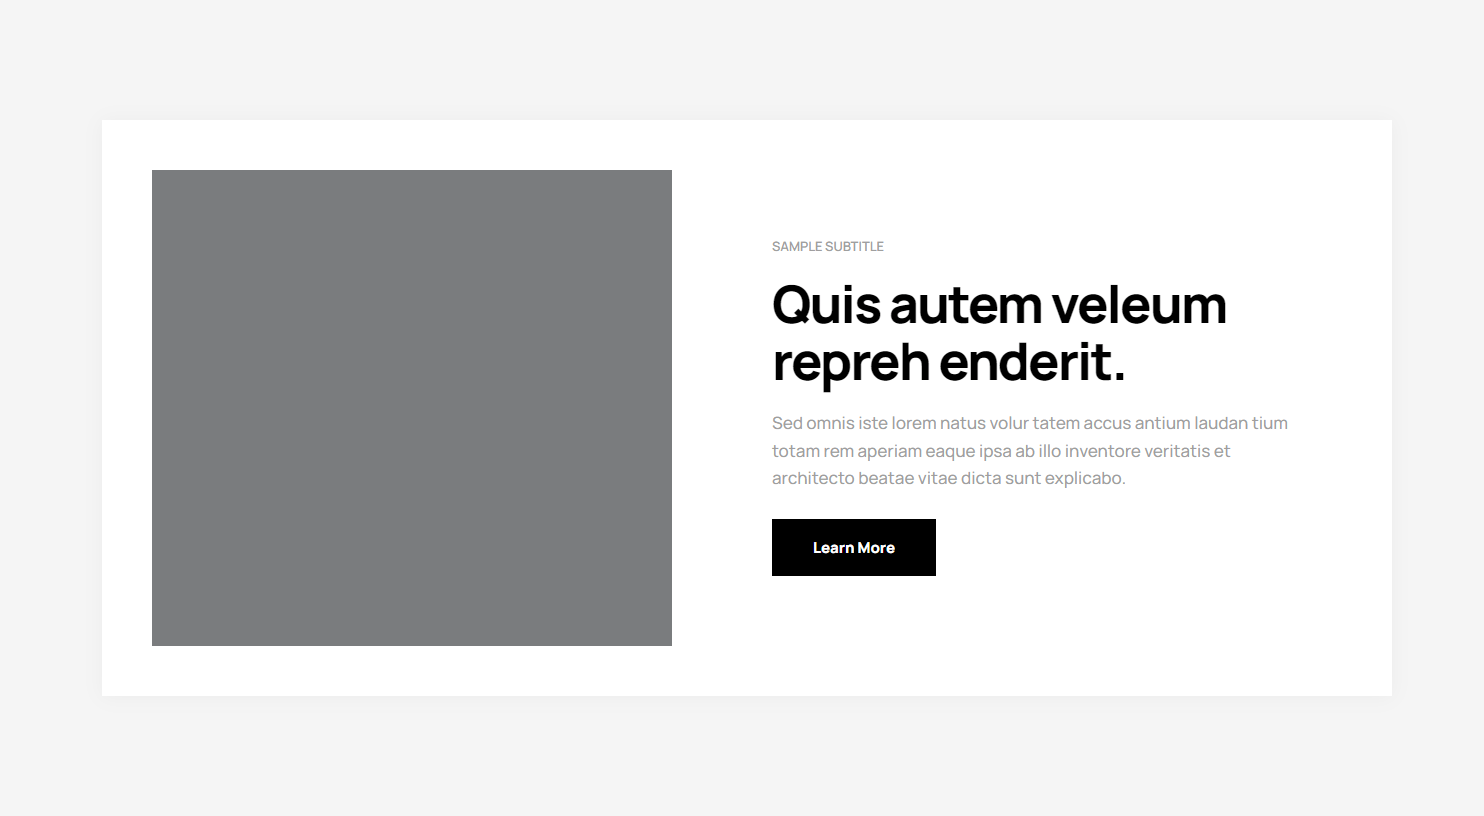 SAMPLE SUBTITLE
Quis autem veleum
repreh enderit.
Sed omnis iste lorem natus volur tatem accus antium laudan tium
totam rem aperiam eaque ipsa ab illo inventore veritatis et
architecto beatae vitae dicta sunt explicabo.
Learn More